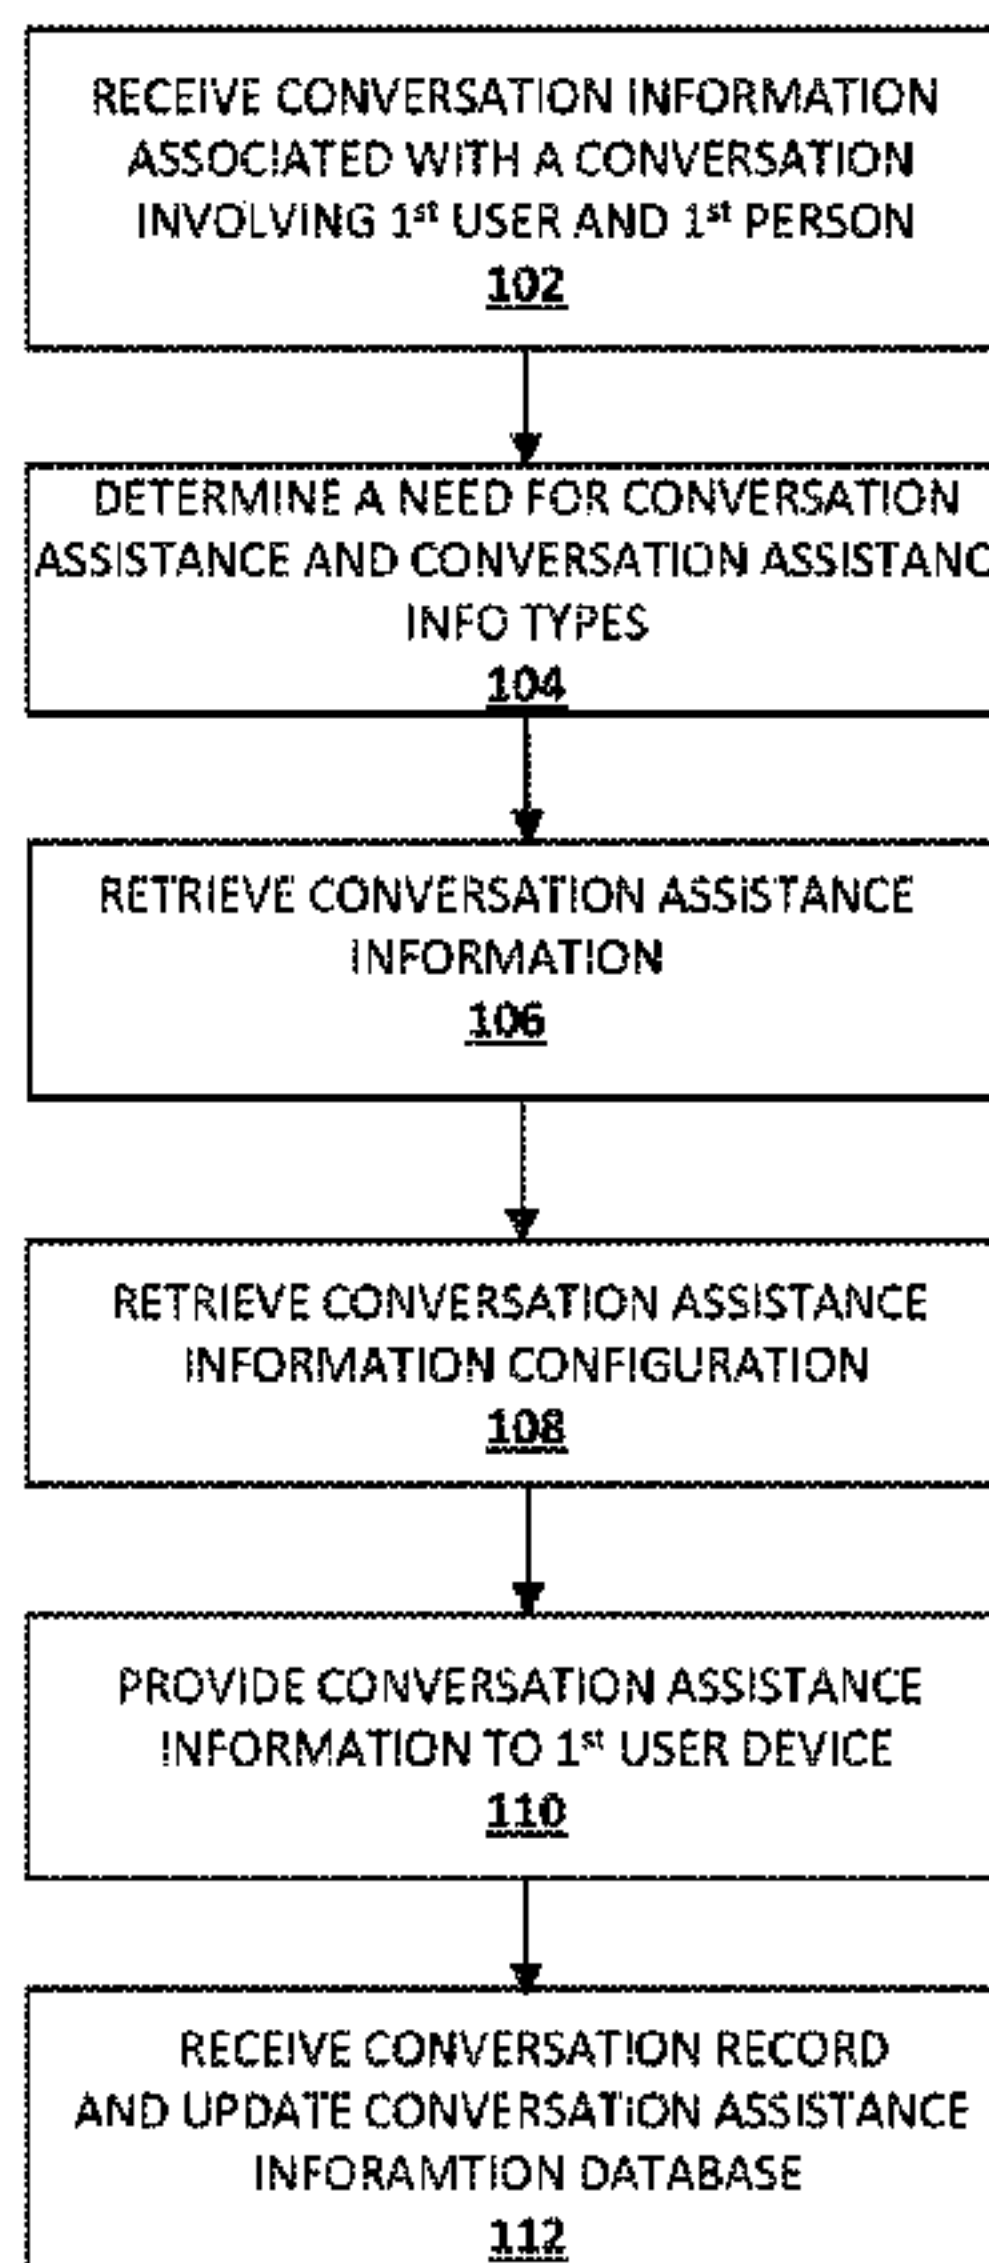 RECEIVE CONVERSATION INFORMATION
ASSOCIATED WITH A CONVERSATION
INVOLVING 1st USER AND 1st PERSON
102
DETERMINE A NEED FOR CONVERSATION
ASSISTANCE AND CONVERSATION ASSISTANC
INFO TYPES
104
RETRIEVE CONVERSATION ASSISTANCE
INFORMATION
106
RETRIEVE CONVERSATION ASSISTANCE
INFORMATION CONFIGURATION
108
PROVIDE CONVERSATION ASSISTANCE
INFORMATION TO 1st USER DEVICE
110
RECEIVE CONVERSATION RECORD
AND UPDATE CONVERSATION ASSISTANCE
INFORAMTION DATABASE
112